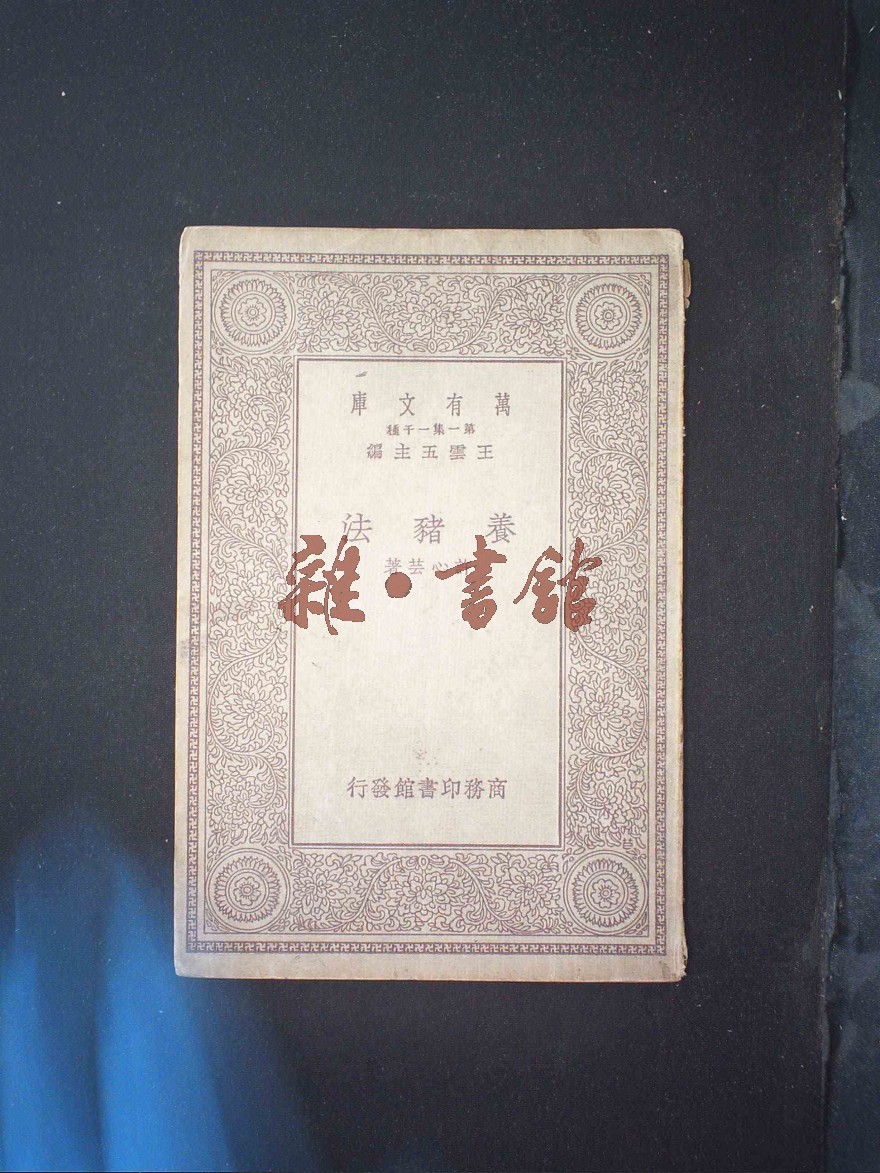 萬有文庫
第一集一千種
王雲五主編
養豬法
心芸著
雜·書館
商務印書館發行